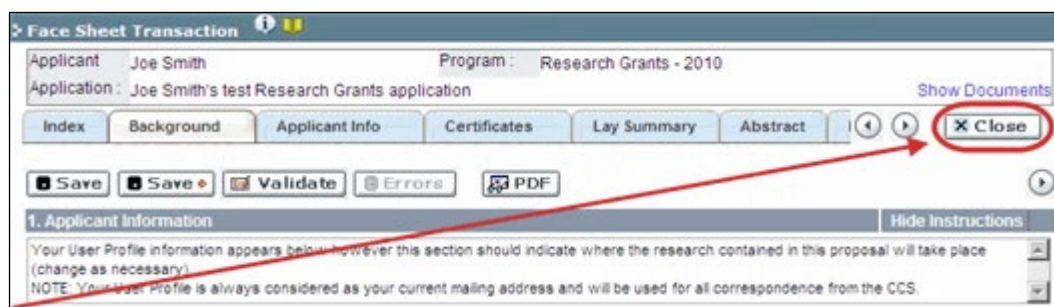 Face Sheet Transaction
Applicant Joe Smith Program : Research Grants - 2010
Application : Joe Smith's test Research Grants application Show Documents
Index Background Applicant Info Certificates Lay Summary Abstract Close
Save Save Validate Errors PDF
1. Applicant Information Hide Instructions
Your User Profile information appears below however this section should indicate where the research contained in this proposal will take place
(change as necessary)
NOTE: Your User Profile is always considered as your current mailing address and will be used for all correspondence from the CCS.